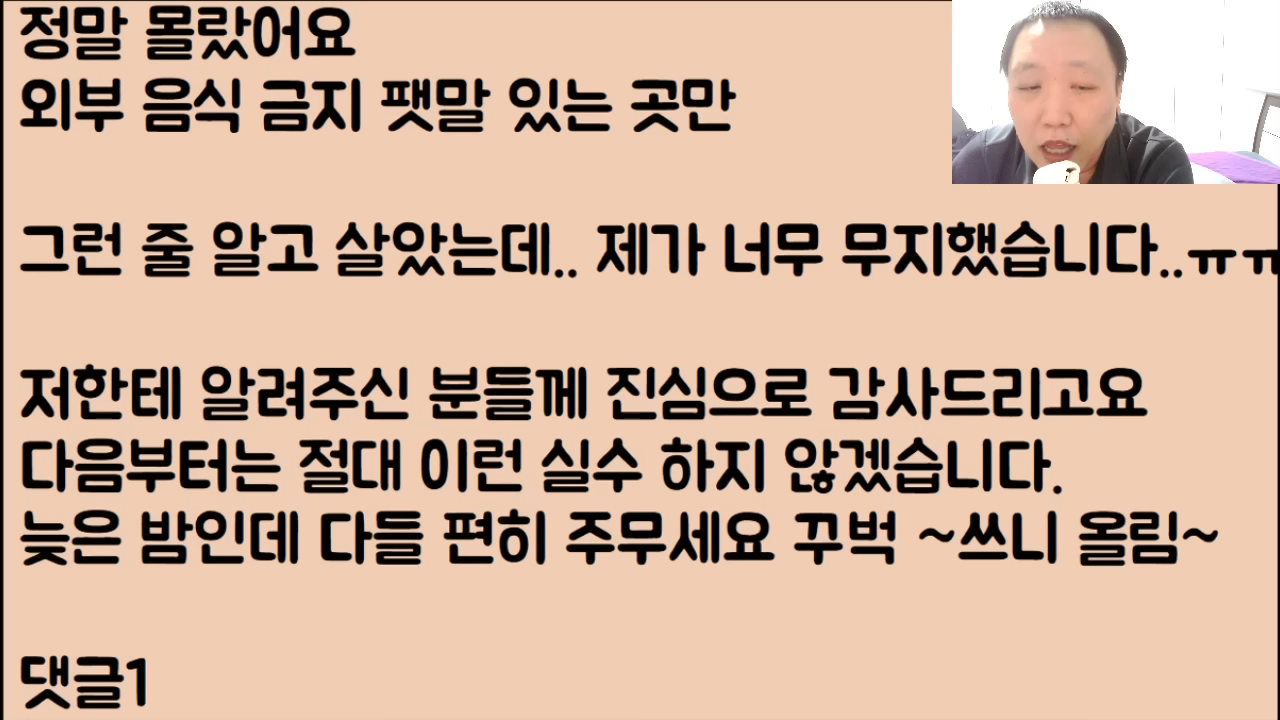 정말 몰랐어요
외부 음식 금지 팻말 있는 곳만
그런 줄 알고 살았는데.. 제가 너무 무지했습니다..ㅠㅠ
저한테 알려주신 분들께 진심으로 감사드리고요
다음부터는 절대 이런 실수 하지 않겠습니다.
늦은 밤인데 다들 편히 주무세요 꾸벅 ~쓰니 올림~
댓글1